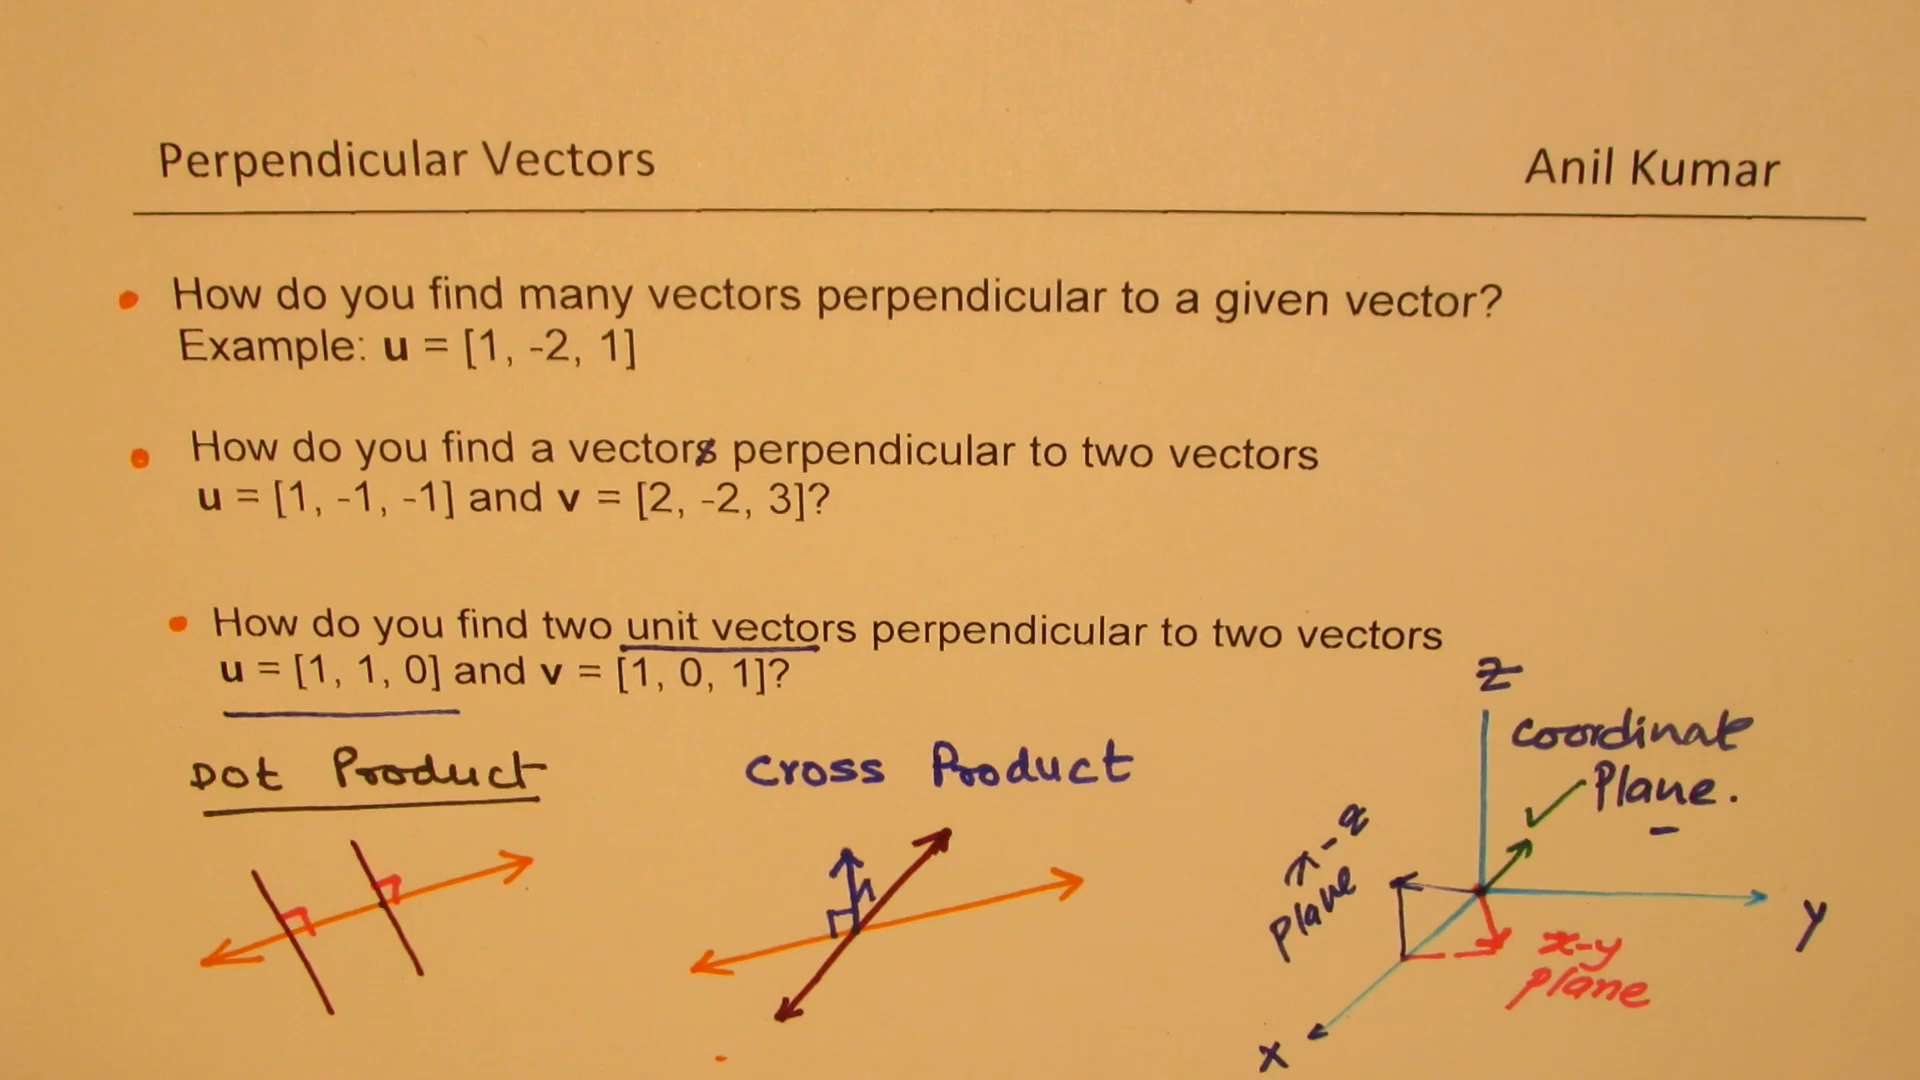 Perpendicular Vectors Anil Kumar
How do you find many vectors perpendicular to a given vector?
Example: u = [1, -2, 1]
How do you find a vectors perpendicular to two vectors
u = [1, -1, -1] and v = [2, -2, 3]?
How do you find two unit vectors perpendicular to two vectors
u = [1, 1, 0] and v = [1, 0, 1]?
Dot Product
Cross Product
Z
Coordinate
Plane.
plane
y
x-y
plane
x